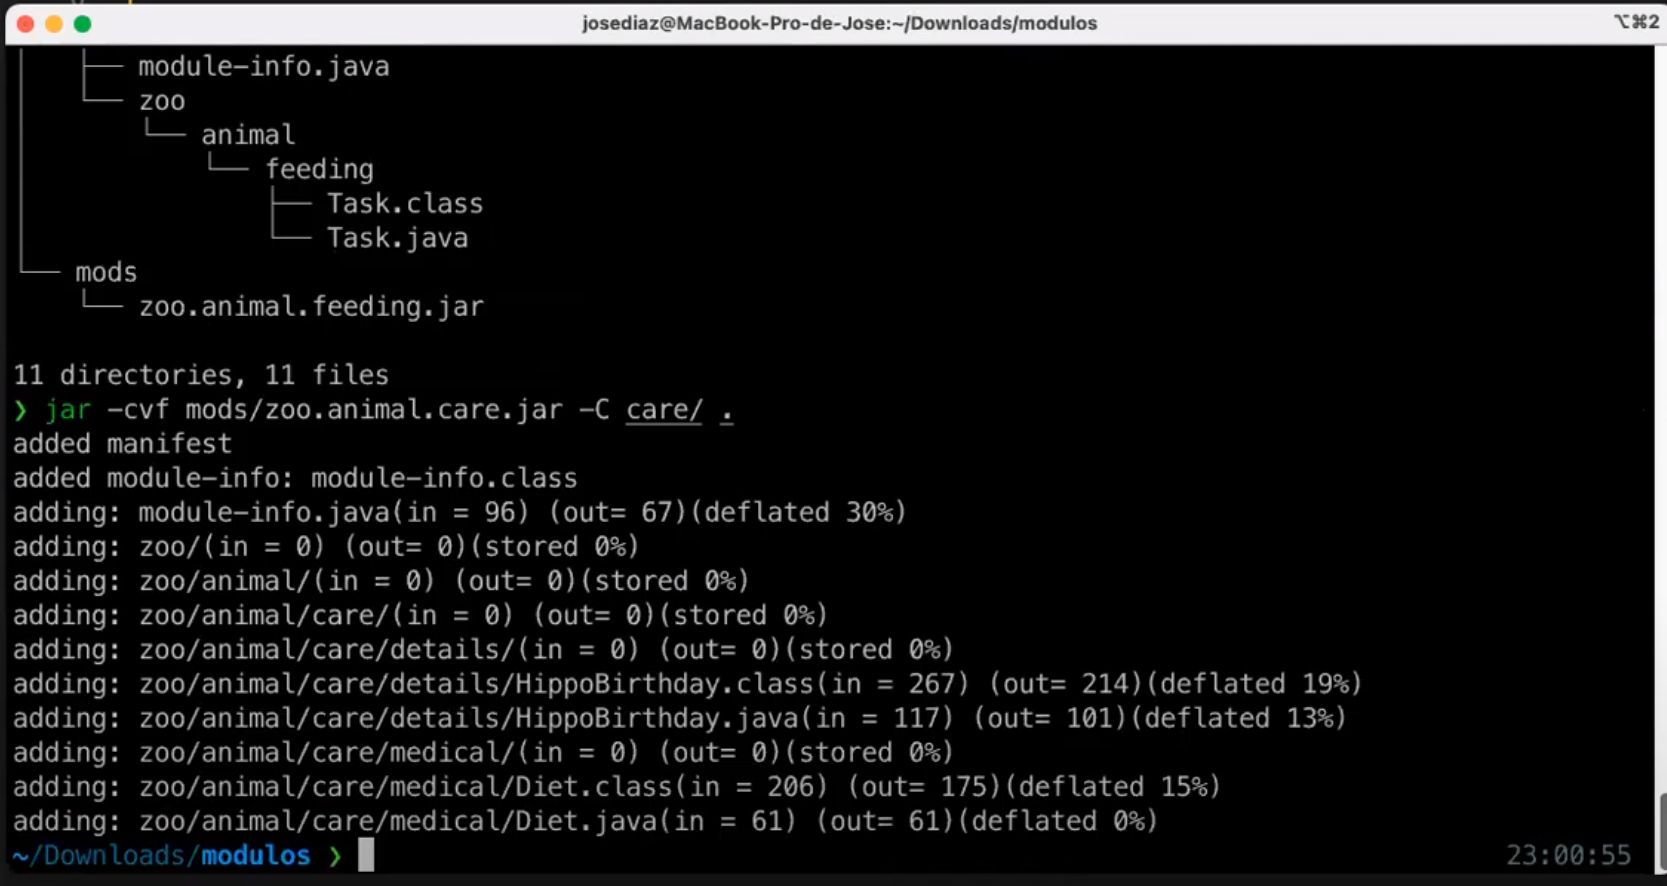 josediaz@MacBook-Pro-de-Jose:~/Downloads/modulos
⌥⌘2
├── module-info.java
└── zoo
└── animal
└── feeding
├── Task.class
└── Task.java
└── mods
└── zoo.animal.feeding.jar
11 directories, 11 files
❯ jar -cvf mods/zoo.animal.care.jar -C care/ .
added manifest
added module-info: module-info.class
adding: module-info.java(in = 96) (out= 67)(deflated 30%)
adding: zoo/(in = 0) (out= 0)(stored 0%)
adding: zoo/animal/(in = 0) (out= 0)(stored 0%)
adding: zoo/animal/care/(in = 0) (out= 0)(stored 0%)
adding: zoo/animal/care/details/(in = 0) (out= 0)(stored 0%)
adding: zoo/animal/care/details/HippoBirthday.class(in = 267) (out= 214)(deflated 19%)
adding: zoo/animal/care/details/HippoBirthday.java(in = 117) (out= 101)(deflated 13%)
adding: zoo/animal/care/medical/(in = 0) (out= 0)(stored 0%)
adding: zoo/animal/care/medical/Diet.class(in = 206) (out= 175)(deflated 15%)
adding: zoo/animal/care/medical/Diet.java(in = 61) (out= 61)(deflated 0%)
~/Downloads/modulos ❯ 23:00:55